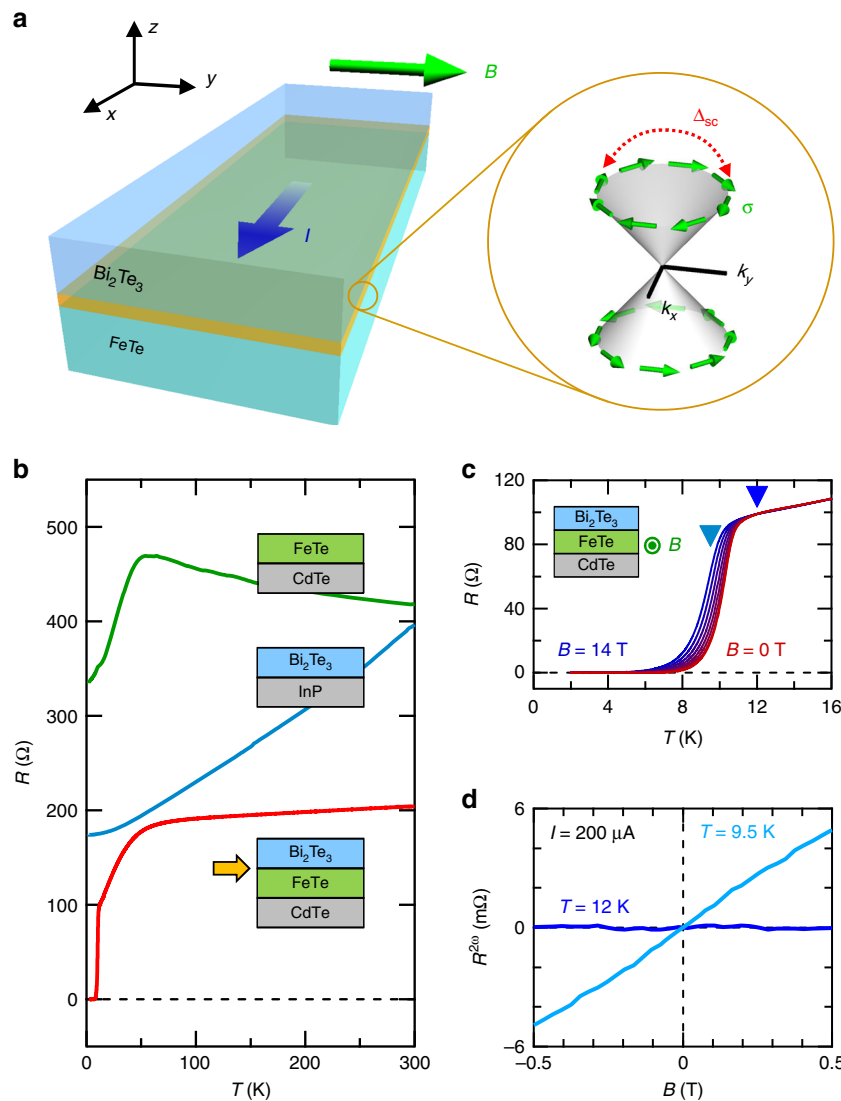 a
z
y
x
B
I
Bi₂Te₃
FeTe
Δsc
σ
k_y
k_x
b
R (Ω)
500
400
300
200
100
0
0
100
200
300
T (K)
FeTe
CdTe
Bi₂Te₃
InP
Bi₂Te₃
FeTe
CdTe
c
R (Ω)
120
80
40
0
0
4
8
12
16
T (K)
Bi₂Te₃
FeTe
CdTe
B
B = 14 T
B = 0 T
d
R²ω (mΩ)
6
0
−6
−0.5
0
0.5
B (T)
I = 200 μA
T = 9.5 K
T = 12 K